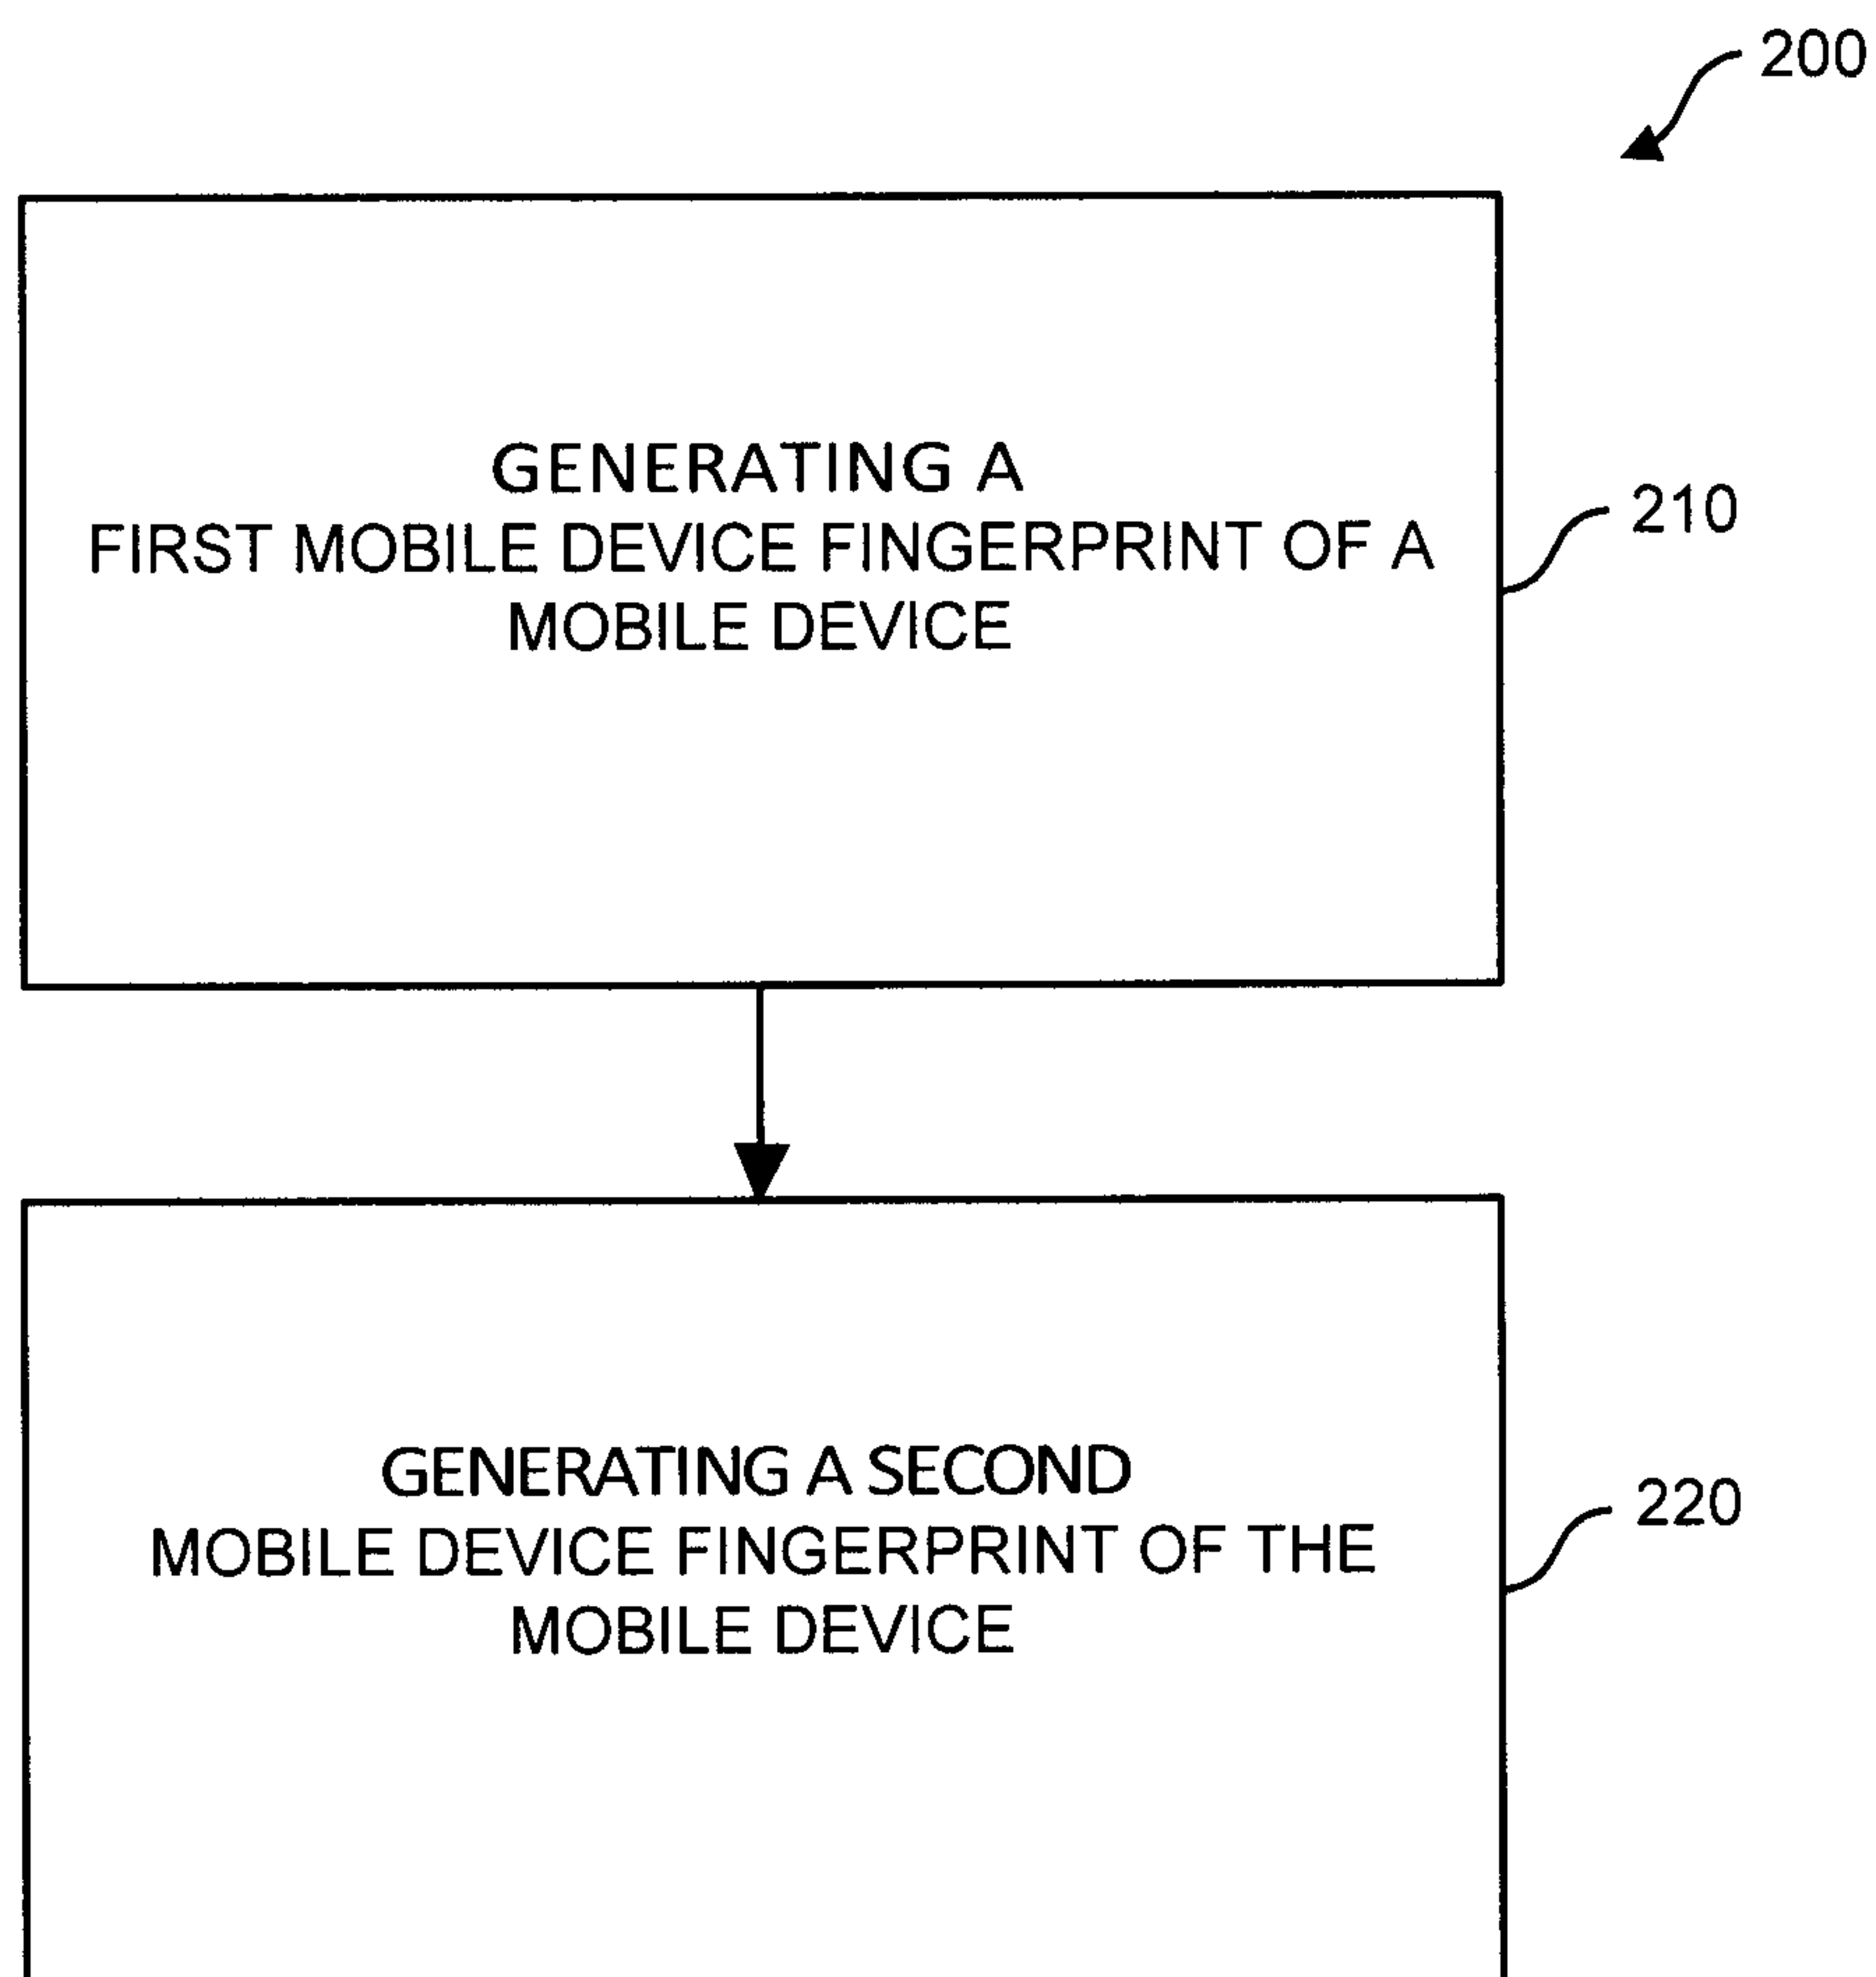 200
GENERATING A
FIRST MOBILE DEVICE FINGERPRINT OF A
MOBILE DEVICE
210
GENERATING A SECOND
MOBILE DEVICE FINGERPRINT OF THE
MOBILE DEVICE
220